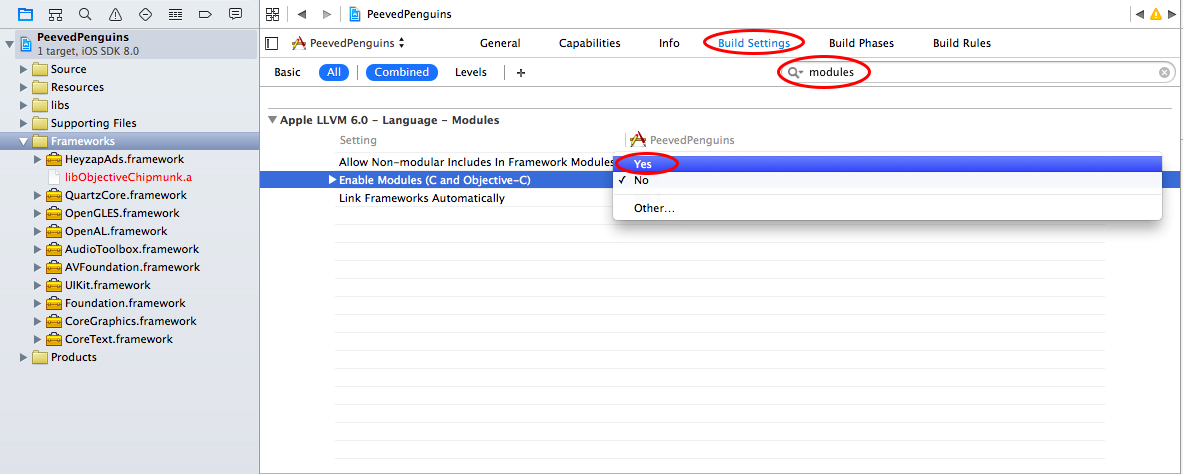 PeevedPenguins
PeevedPenguins
1 target, iOS SDK 8.0
PeevedPenguins
General
Capabilities
Info
Build Settings
Build Phases
Build Rules
Source
Resources
libs
Supporting Files
Frameworks
HeyzapAds.framework
libObjectiveChipmunk.a
QuartzCore.framework
OpenGLES.framework
OpenAL.framework
AudioToolbox.framework
AVFoundation.framework
UIKit.framework
Foundation.framework
CoreGraphics.framework
CoreText.framework
Products
Basic
All
Combined
Levels
+
modules
Apple LLVM 6.0 - Language - Modules
Setting
PeevedPenguins
Allow Non-modular Includes In Framework Modules
Enable Modules (C and Objective-C)
Link Frameworks Automatically
Yes
✓ No
Other...